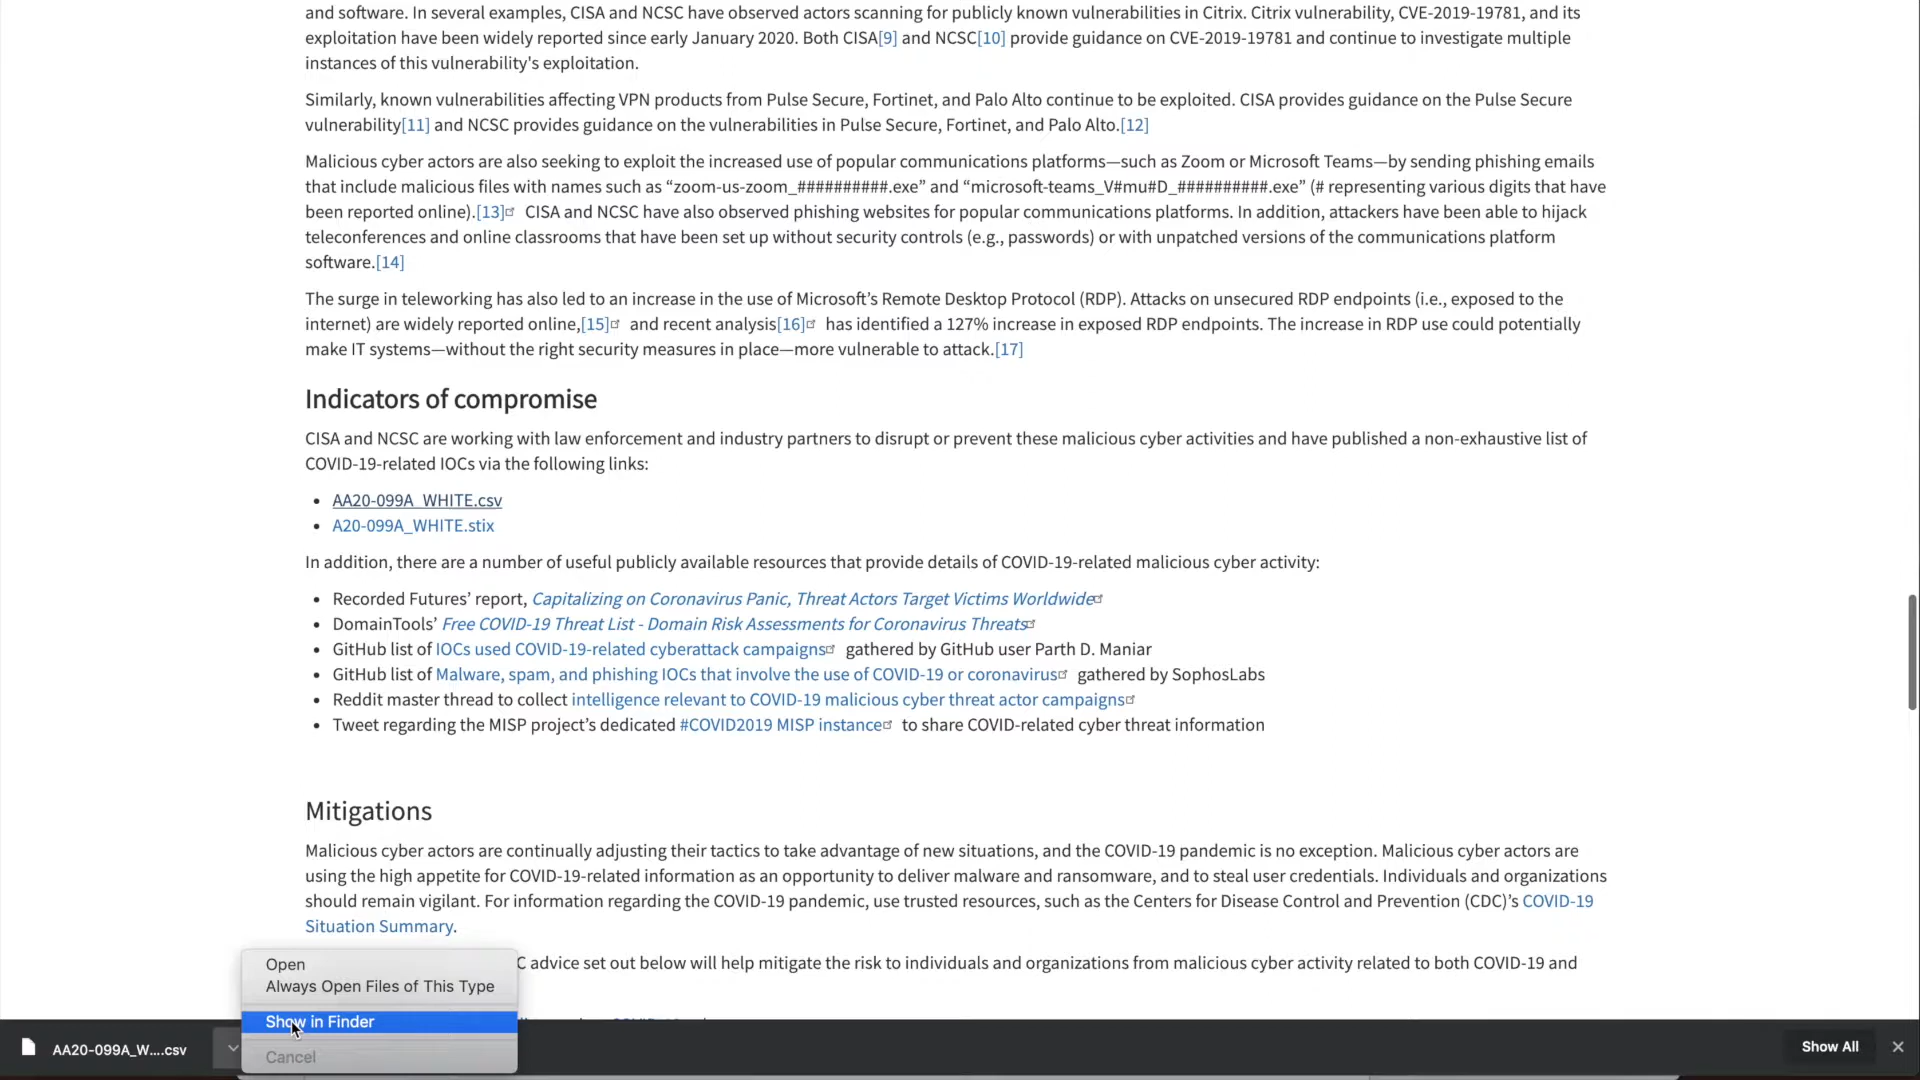 and software. In several examples, CISA and NCSC have observed actors scanning for publicly known vulnerabilities in Citrix. Citrix vulnerability, CVE-2019-19781, and its
exploitation have been widely reported since early January 2020. Both CISA[9] and NCSC[10] provide guidance on CVE-2019-19781 and continue to investigate multiple
instances of this vulnerability's exploitation.
Similarly, known vulnerabilities affecting VPN products from Pulse Secure, Fortinet, and Palo Alto continue to be exploited. CISA provides guidance on the Pulse Secure
vulnerability[11] and NCSC provides guidance on the vulnerabilities in Pulse Secure, Fortinet, and Palo Alto.[12]
Malicious cyber actors are also seeking to exploit the increased use of popular communications platforms—such as Zoom or Microsoft Teams—by sending phishing emails
that include malicious files with names such as “zoom-us-zoom_##########.exe” and “microsoft-teams_V#mu#D_##########.exe” (# representing various digits that have
been reported online).[13] CISA and NCSC have also observed phishing websites for popular communications platforms. In addition, attackers have been able to hijack
teleconferences and online classrooms that have been set up without security controls (e.g., passwords) or with unpatched versions of the communications platform
software.[14]
The surge in teleworking has also led to an increase in the use of Microsoft’s Remote Desktop Protocol (RDP). Attacks on unsecured RDP endpoints (i.e., exposed to the
internet) are widely reported online,[15] and recent analysis[16] has identified a 127% increase in exposed RDP endpoints. The increase in RDP use could potentially
make IT systems—without the right security measures in place—more vulnerable to attack.[17]
Indicators of compromise
CISA and NCSC are working with law enforcement and industry partners to disrupt or prevent these malicious cyber activities and have published a non-exhaustive list of
COVID-19-related IOCs via the following links:
• AA20-099A_WHITE.csv
• A20-099A_WHITE.stix
In addition, there are a number of useful publicly available resources that provide details of COVID-19-related malicious cyber activity:
• Recorded Futures’ report, Capitalizing on Coronavirus Panic, Threat Actors Target Victims Worldwide
• DomainTools’ Free COVID-19 Threat List - Domain Risk Assessments for Coronavirus Threats
• GitHub list of IOCs used COVID-19-related cyberattack campaigns gathered by GitHub user Parth D. Maniar
• GitHub list of Malware, spam, and phishing IOCs that involve the use of COVID-19 or coronavirus gathered by SophosLabs
• Reddit master thread to collect intelligence relevant to COVID-19 malicious cyber threat actor campaigns
• Tweet regarding the MISP project’s dedicated #COVID2019 MISP instance to share COVID-related cyber threat information
Mitigations
Malicious cyber actors are continually adjusting their tactics to take advantage of new situations, and the COVID-19 pandemic is no exception. Malicious cyber actors are
using the high appetite for COVID-19-related information as an opportunity to deliver malware and ransomware, and to steal user credentials. Individuals and organizations
should remain vigilant. For information regarding the COVID-19 pandemic, use trusted resources, such as the Centers for Disease Control and Prevention (CDC)’s COVID-19
Situation Summary.
C advice set out below will help mitigate the risk to individuals and organizations from malicious cyber activity related to both COVID-19 and
Open
Always Open Files of This Type
Show in Finder
Cancel
AA20-099A_W....csv
Show All